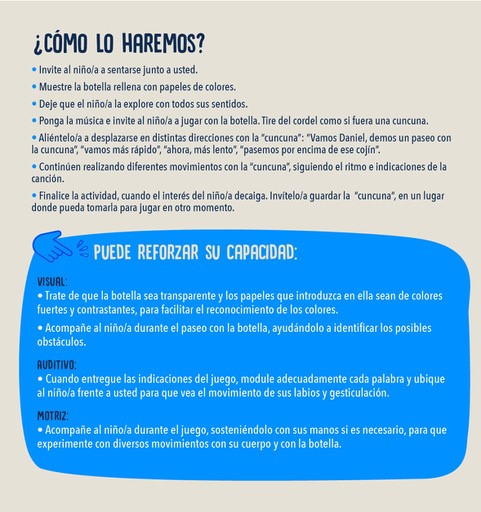 ¿CÓMO LO HAREMOS?
• Invite al niño/a a sentarse junto a usted.
• Muestre la botella rellena con papeles de colores.
• Deje que el niño/a la explore con todos sus sentidos.
• Ponga la música e invite al niño/a a jugar con la botella. Tire del cordel como si fuera una cuncuna.
• Aliéntelo/a a desplazarse en distintas direcciones con la “cuncuna”: “Vamos Daniel, demos un paseo con
la cuncuna”, “vamos más rápido”, “ahora, más lento”, “pasemos por encima de ese cojín”.
• Continúen realizando diferentes movimientos con la “cuncuna”, siguiendo el ritmo e indicaciones de la
canción.
• Finalice la actividad, cuando el interés del niño/a decaiga. Invítelo/a guardar la “cuncuna”, en un lugar
donde pueda tomarla para jugar en otro momento.
PUEDE REFORZAR SU CAPACIDAD:
VISUAL:
• Trate de que la botella sea transparente y los papeles que introduzca en ella sean de colores
fuertes y contrastantes, para facilitar el reconocimiento de los colores.
• Acompañe al niño/a durante el paseo con la botella, ayudándolo a identificar los posibles
obstáculos.
AUDITIVO:
• Cuando entregue las indicaciones del juego, module adecuadamente cada palabra y ubique
al niño/a frente a usted para que vea el movimiento de sus labios y gesticulación.
MOTRIZ:
• Acompañe al niño/a durante el juego, sosteniéndolo con sus manos si es necesario, para que
experimente con diversos movimientos con su cuerpo y con la botella.